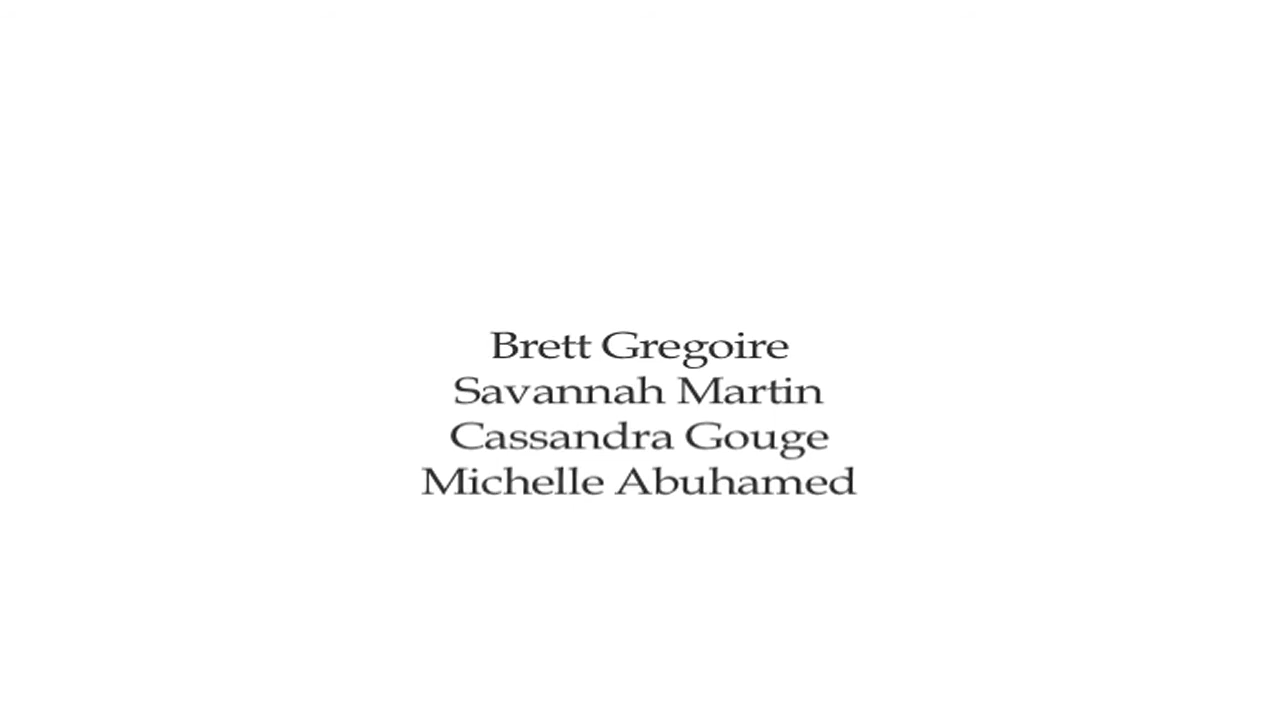 Brett Gregoire
Savannah Martin
Cassandra Gouge
Michelle Abuhamed